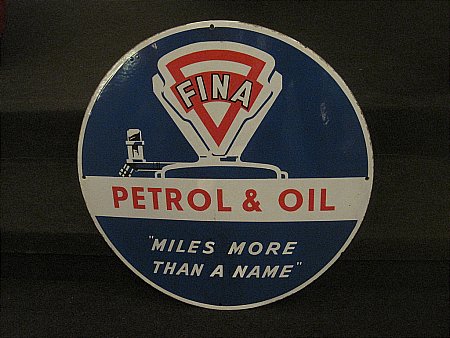 FINA
PETROL & OIL
"MILES MORE
THAN A NAME"